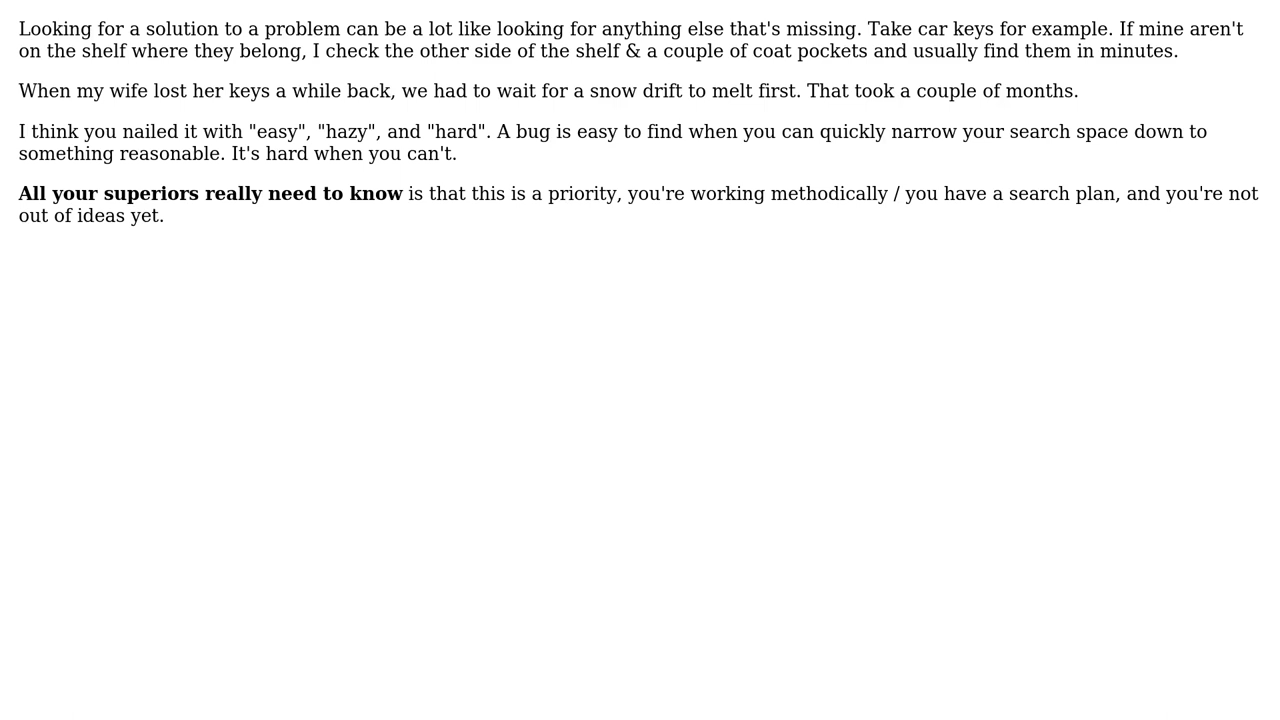 Looking for a solution to a problem can be a lot like looking for anything else that's missing. Take car keys for example. If mine aren't
on the shelf where they belong, I check the other side of the shelf & a couple of coat pockets and usually find them in minutes.
When my wife lost her keys a while back, we had to wait for a snow drift to melt first. That took a couple of months.
I think you nailed it with "easy", "hazy", and "hard". A bug is easy to find when you can quickly narrow your search space down to
something reasonable. It's hard when you can't.
All your superiors really need to know is that this is a priority, you're working methodically / you have a search plan, and you're not
out of ideas yet.